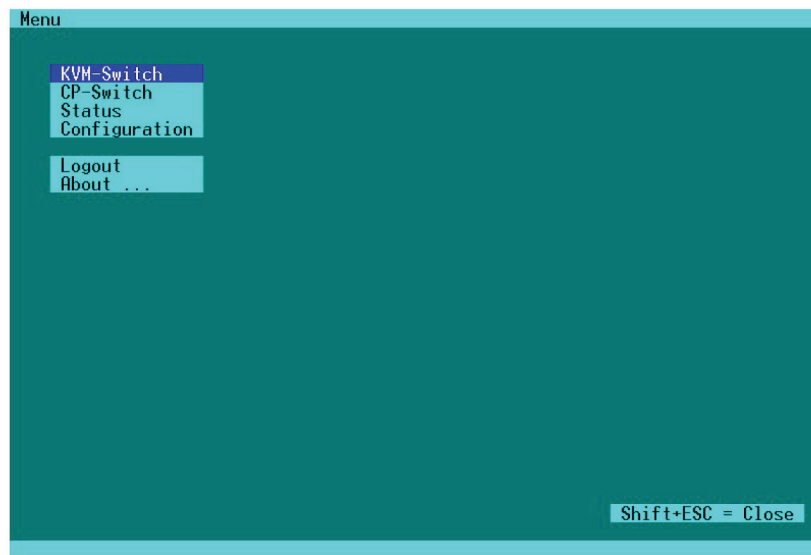 Menu
KVM-Switch
CP-Switch
Status
Configuration
Logout
About ...
Shift+ESC = Close